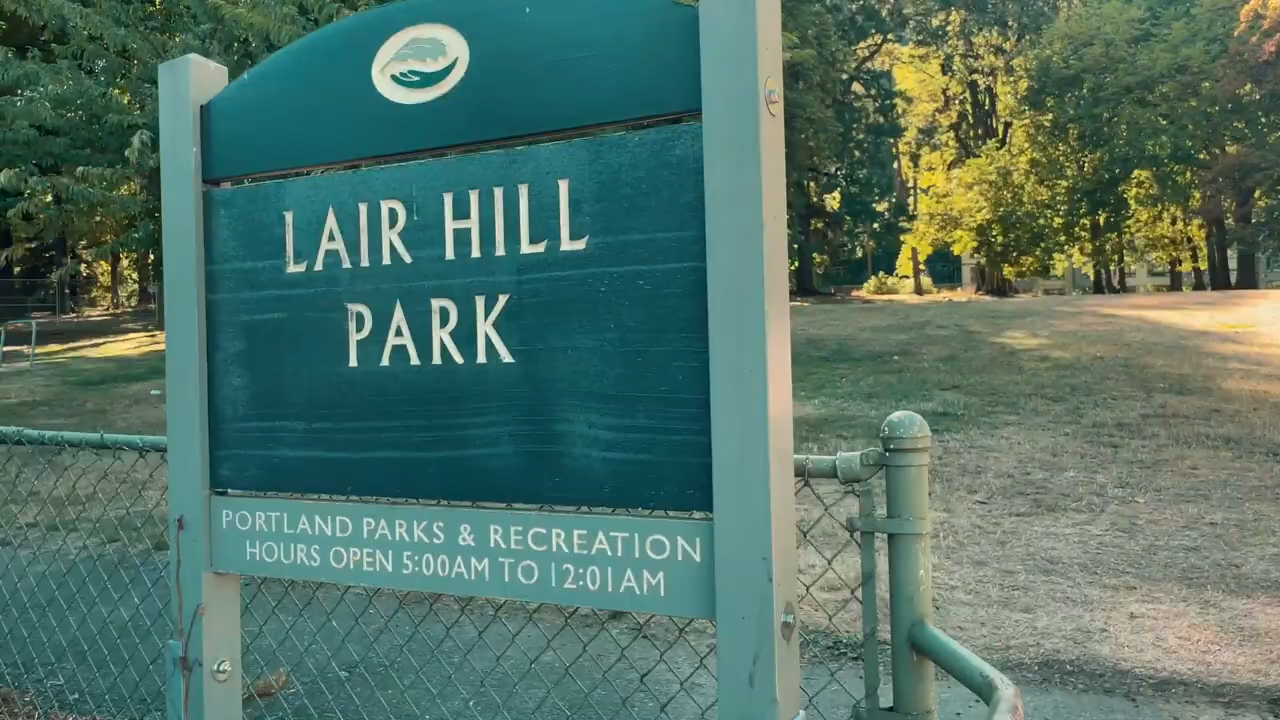 LAIR HILL
PARK
PORTLAND PARKS & RECREATION
HOURS OPEN 5:00AM TO 12:01AM